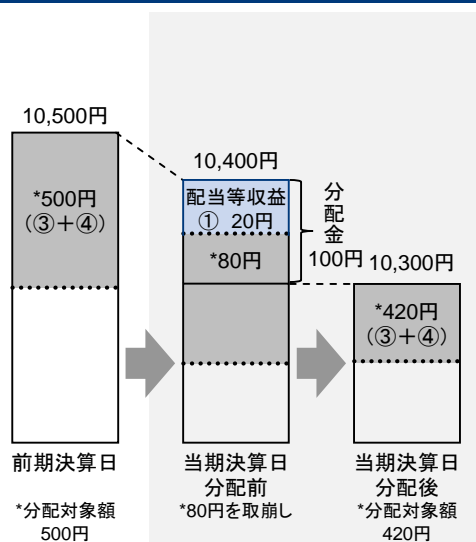 10,500円
*500円
(③+④)
前期決算日
*分配対象額
500円
10,400円
配当等収益
① 20円
*80円
分配金
100円
当期決算日
分配前
*80円を取崩し
10,300円
*420円
(③+④)
当期決算日
分配後
*分配対象額
420円